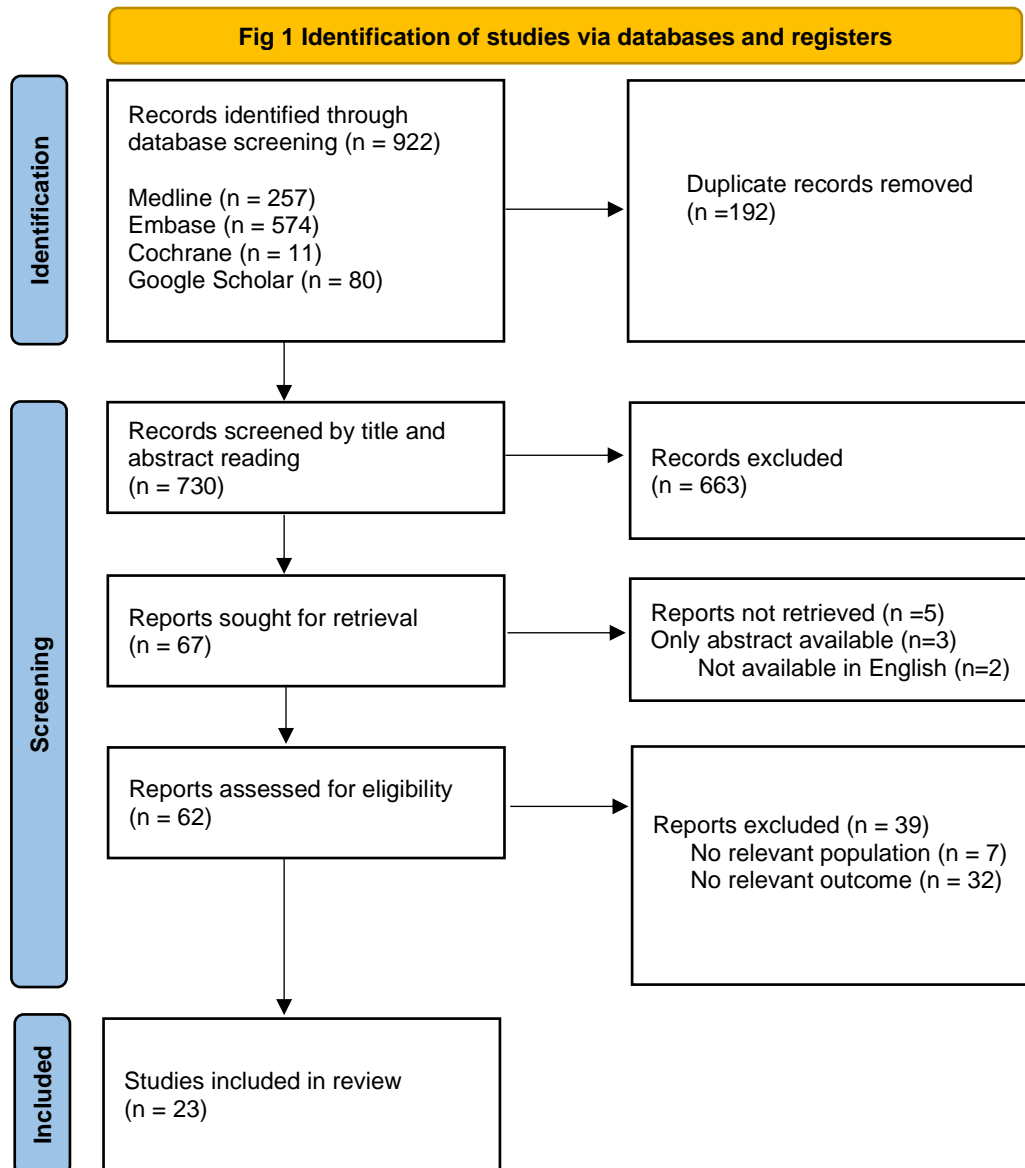 Fig 1 Identification of studies via databases and registers
Identification
Records identified through
database screening (n = 922)
Medline (n = 257)
Embase (n = 574)
Cochrane (n = 11)
Google Scholar (n = 80)
Duplicate records removed
(n =192)
Screening
Records screened by title and
abstract reading
(n = 730)
Records excluded
(n = 663)
Reports sought for retrieval
(n = 67)
Reports not retrieved (n =5)
Only abstract available (n=3)
Not available in English (n=2)
Reports assessed for eligibility
(n = 62)
Reports excluded (n = 39)
No relevant population (n = 7)
No relevant outcome (n = 32)
Included
Studies included in review
(n = 23)